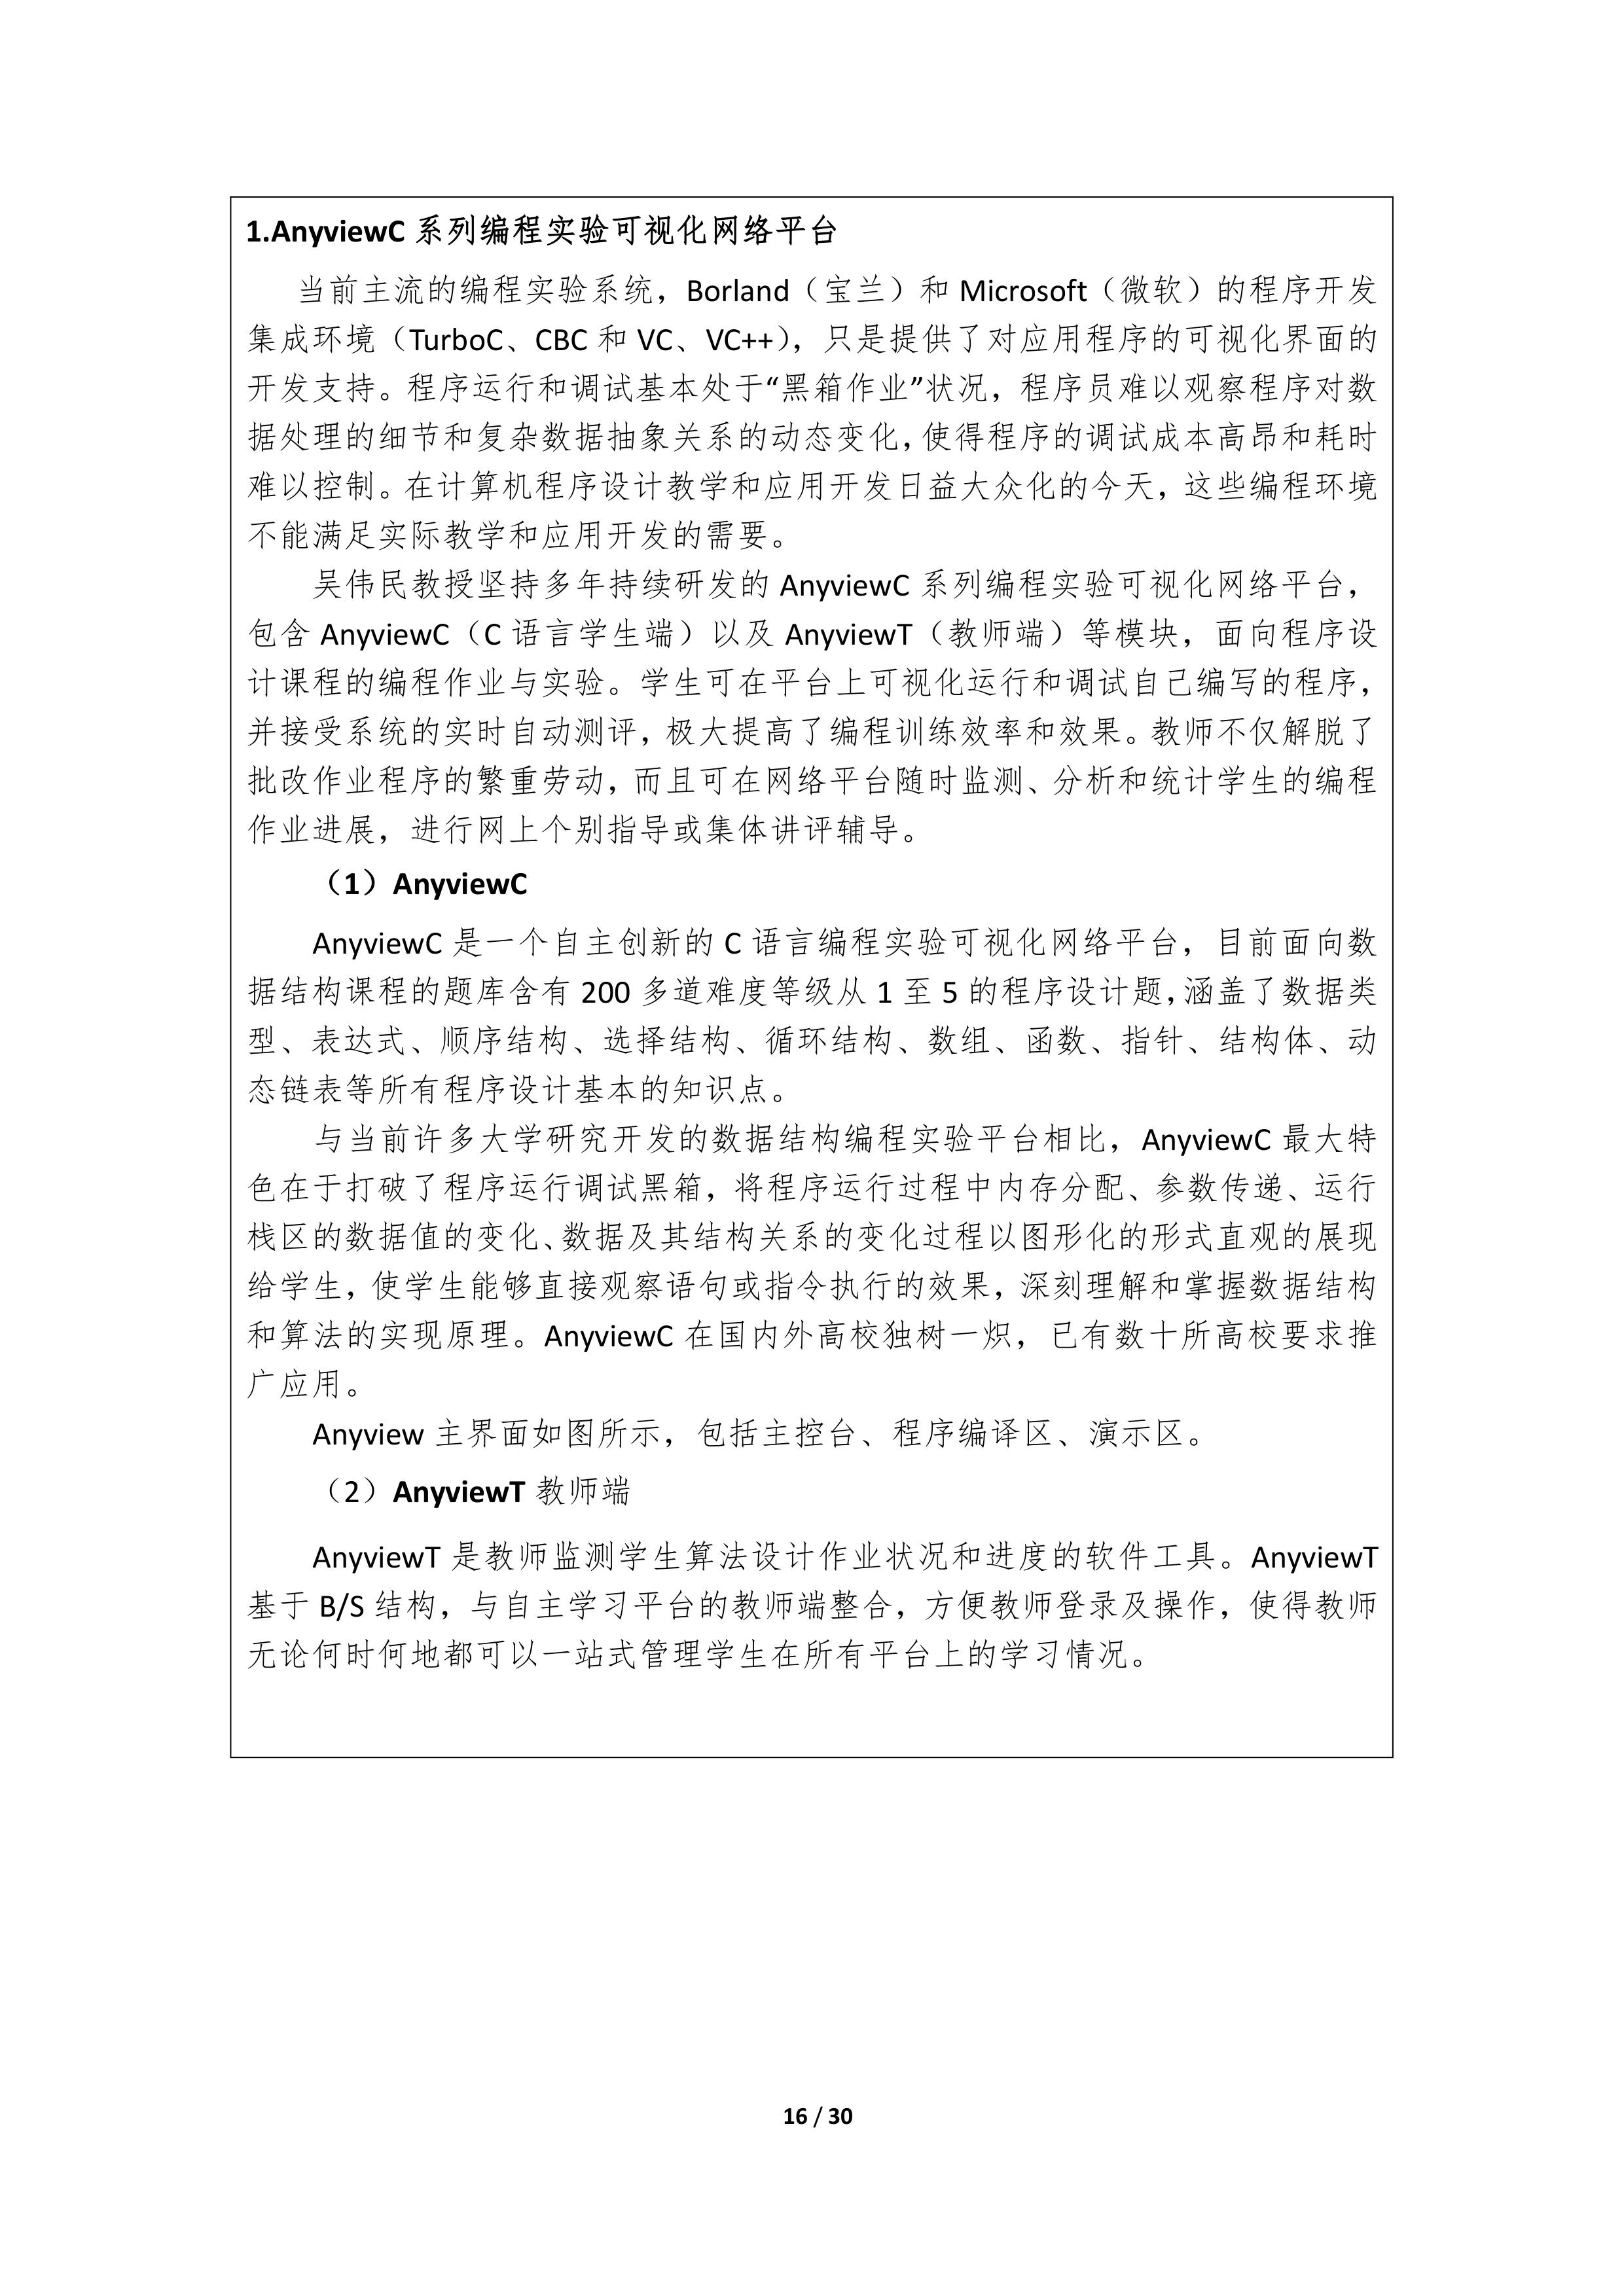 1.AnyviewC 系列编程实验可视化网络平台
当前主流的编程实验系统，Borland（宝兰）和 Microsoft（微软）的程序开发
集成环境（TurboC、CBC 和 VC、VC++），只是提供了对应用程序的可视化界面的
开发支持。程序运行和调试基本处于“黑箱作业”状况，程序员难以观察程序对数
据处理的细节和复杂数据抽象关系的动态变化，使得程序的调试成本高昂和耗时
难以控制。在计算机程序设计教学和应用开发日益大众化的今天，这些编程环境
不能满足实际教学和应用开发的需要。
吴伟民教授坚持多年持续研发的 AnyviewC 系列编程实验可视化网络平台，
包含 AnyviewC（C 语言学生端）以及 AnyviewT（教师端）等模块，面向程序设
计课程的编程作业与实验。学生可在平台上可视化运行和调试自己编写的程序，
并接受系统的实时自动测评，极大提高了编程训练效率和效果。教师不仅解脱了
批改作业程序的繁重劳动，而且可在网络平台随时监测、分析和统计学生的编程
作业进展，进行网上个别指导或集体讲评辅导。
（1）AnyviewC
AnyviewC 是一个自主创新的 C 语言编程实验可视化网络平台，目前面向数
据结构课程的题库含有 200 多道难度等级从 1 至 5 的程序设计题，涵盖了数据类
型、表达式、顺序结构、选择结构、循环结构、数组、函数、指针、结构体、动
态链表等所有程序设计基本的知识点。
与当前许多大学研究开发的数据结构编程实验平台相比，AnyviewC 最大特
色在于打破了程序运行调试黑箱，将程序运行过程中内存分配、参数传递、运行
栈区的数据值的变化、数据及其结构关系的变化过程以图形化的形式直观的展现
给学生，使学生能够直接观察语句或指令执行的效果，深刻理解和掌握数据结构
和算法的实现原理。AnyviewC 在国内外高校独树一炽，已有数十所高校要求推
广应用。
Anyview 主界面如图所示，包括主控台、程序编译区、演示区。
（2）AnyviewT 教师端
AnyviewT 是教师监测学生算法设计作业状况和进度的软件工具。AnyviewT
基于 B/S 结构，与自主学习平台的教师端整合，方便教师登录及操作，使得教师
无论何时何地都可以一站式管理学生在所有平台上的学习情况。
16 / 30